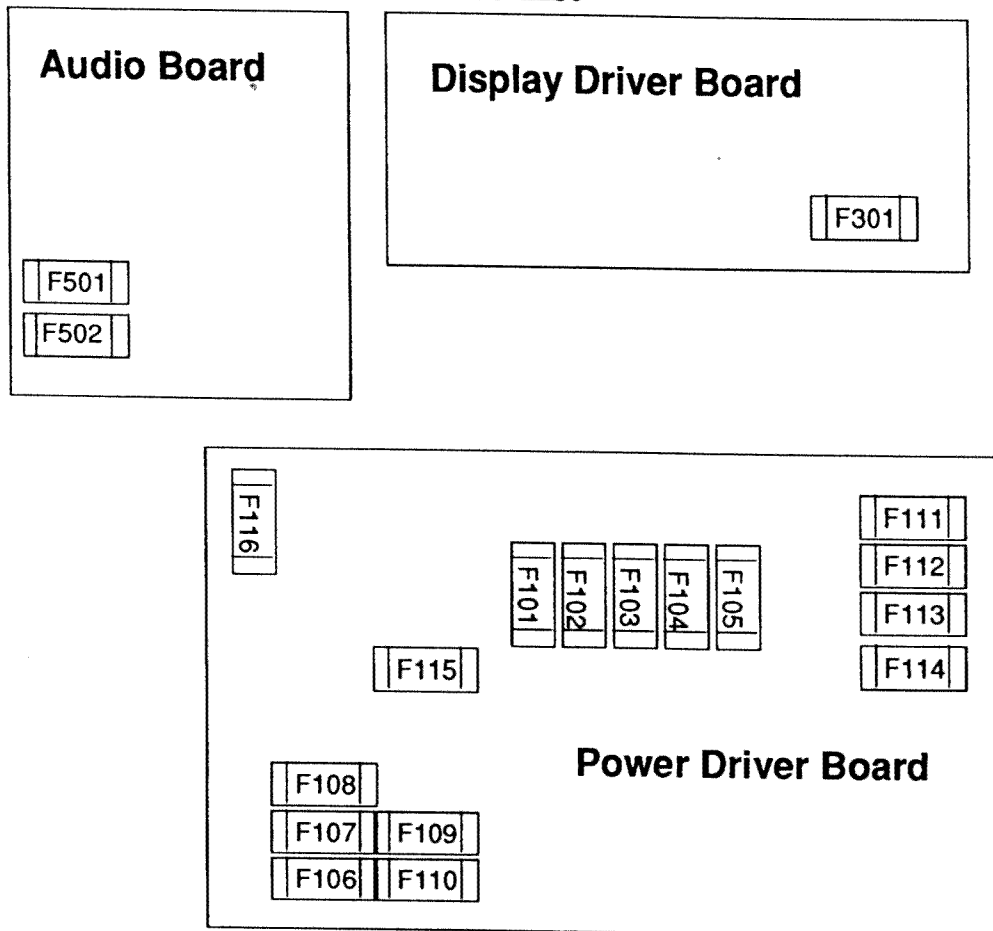 Audio Board
Display Driver Board
F301
F501
F502
F116
F111
F112
F113
F114
F101
F102
F103
F104
F105
F115
Power Driver Board
F108
F107
F109
F106
F110